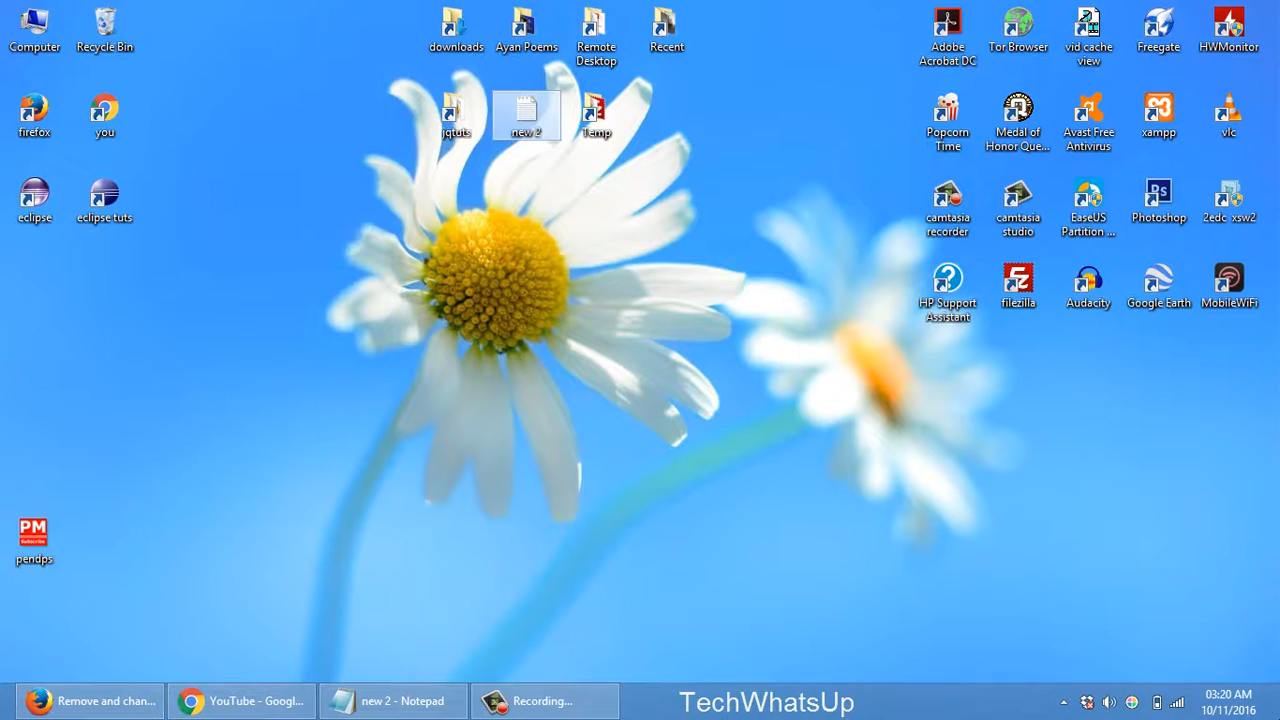 Computer
Recycle Bin
downloads
Ayan Poems
Remote
Desktop
Recent
Adobe
Acrobat DC
Tor Browser
vid cache
view
Freegate
HWMonitor
firefox
you
jqtuts
new 2
Temp
Popcorn
Time
Medal of
Honor Que...
Avast Free
Antivirus
xampp
vlc
eclipse
eclipse tuts
camtasia
recorder
camtasia
studio
EaseUS
Partition ...
Ps
Photoshop
2edc_xsw2
HP Support
Assistant
filezilla
Audacity
Google Earth
MobileWiFi
PM
Subscribe
pendps
Remove and chan...
YouTube - Googl...
new 2 - Notepad
Recording...
TechWhatsUp
03:20 AM
10/11/2016